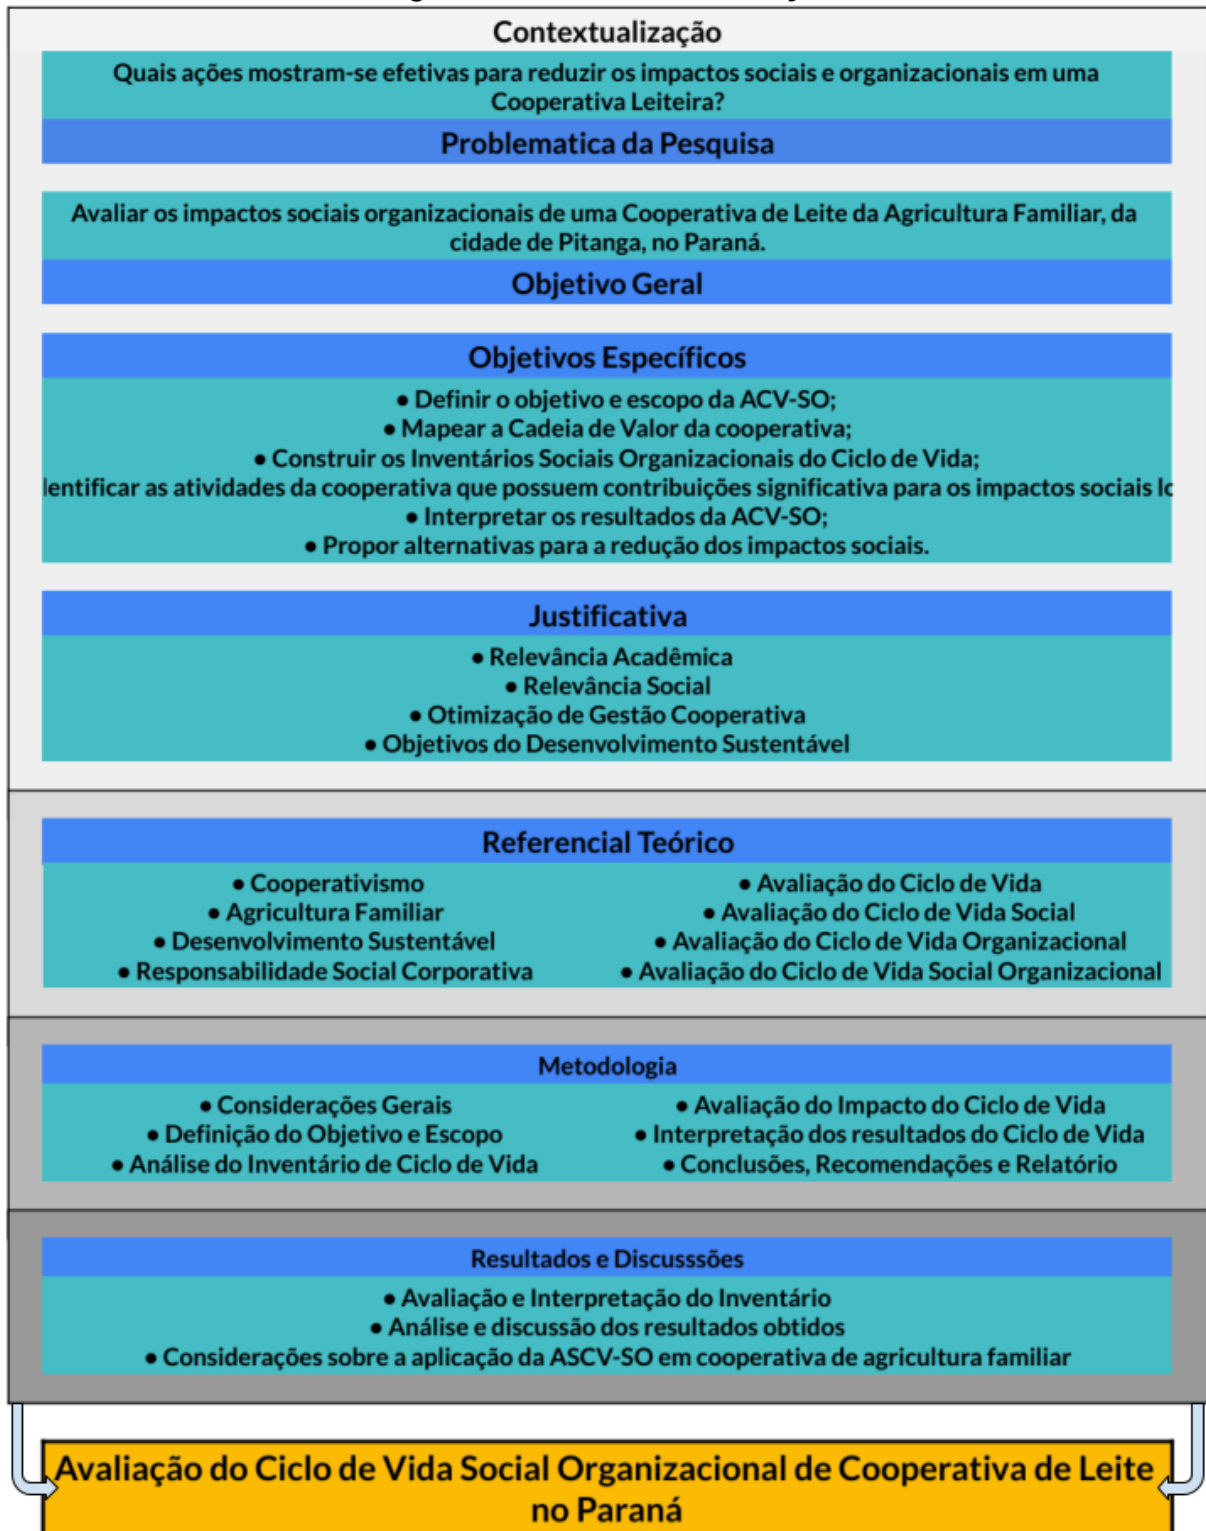 Contextualização
Quais ações mostram-se efetivas para reduzir os impactos sociais e organizacionais em uma
Cooperativa Leiteira?
Problematica da Pesquisa
Avaliar os impactos sociais organizacionais de uma Cooperativa de Leite da Agricultura Familiar, da
cidade de Pitanga, no Paraná.
Objetivo Geral
Objetivos Específicos
● Definir o objetivo e escopo da ACV-SO;
● Mapear a Cadeia de Valor da cooperativa;
● Construir os Inventários Sociais Organizacionais do Ciclo de Vida;
lentificar as atividades da cooperativa que possuem contribuições significativa para os impactos sociais lo
● Interpretar os resultados da ACV-SO;
● Propor alternativas para a redução dos impactos sociais.
Justificativa
● Relevância Acadêmica
● Relevância Social
● Otimização de Gestão Cooperativa
● Objetivos do Desenvolvimento Sustentável
Referencial Teórico
● Cooperativismo
● Agricultura Familiar
● Desenvolvimento Sustentável
● Responsabilidade Social Corporativa
● Avaliação do Ciclo de Vida
● Avaliação do Ciclo de Vida Social
● Avaliação do Ciclo de Vida Organizacional
● Avaliação do Ciclo de Vida Social Organizacional
Metodologia
● Considerações Gerais
● Definição do Objetivo e Escopo
● Análise do Inventário de Ciclo de Vida
● Avaliação do Impacto do Ciclo de Vida
● Interpretação dos resultados do Ciclo de Vida
● Conclusões, Recomendações e Relatório
Resultados e Discusssões
● Avaliação e Interpretação do Inventário
● Análise e discussão dos resultados obtidos
● Considerações sobre a aplicação da ASCV-SO em cooperativa de agricultura familiar
Avaliação do Ciclo de Vida Social Organizacional de Cooperativa de Leite
no Paraná